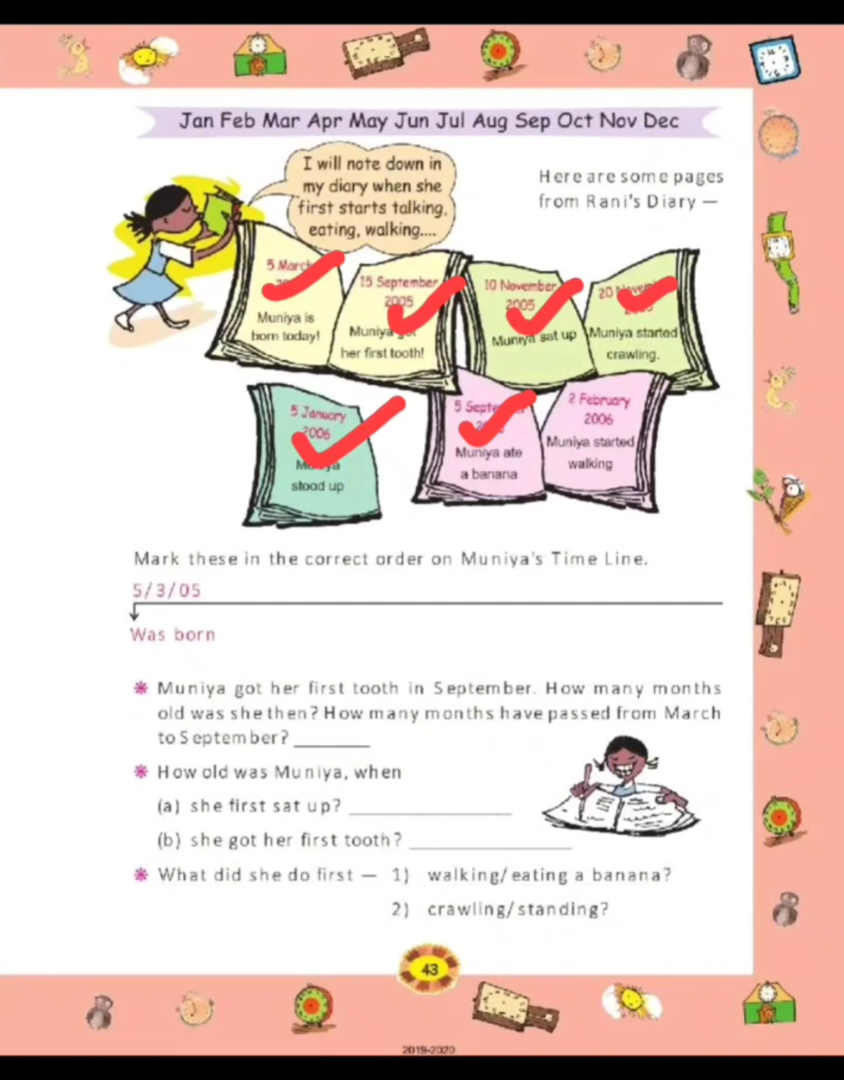 Jan Feb Mar Apr May Jun Jul Aug Sep Oct Nov Dec
I will note down in
my diary when she
first starts talking,
eating, walking....
Here are some pages
from Rani's Diary —
5 March
Muniya is
born today!
15 September
2005
Muniya
her first tooth!
10 November
2005
Muniya sat up
20
Muniya started
crawling.
5 January
2006
stood up
5
Muniya ate
a banana
2 February
2006
Muniya started
walking
Mark these in the correct order on Muniya's Time Line.
5/3/05
Was born
Muniya got her first tooth in September. How many months
old was she then? How many months have passed from March
to September? ________
How old was Muniya, when
(a) she first sat up? ________________
(b) she got her first tooth? ________________
What did she do first — 1) walking/eating a banana?
2) crawling/standing?
43
2019-2020